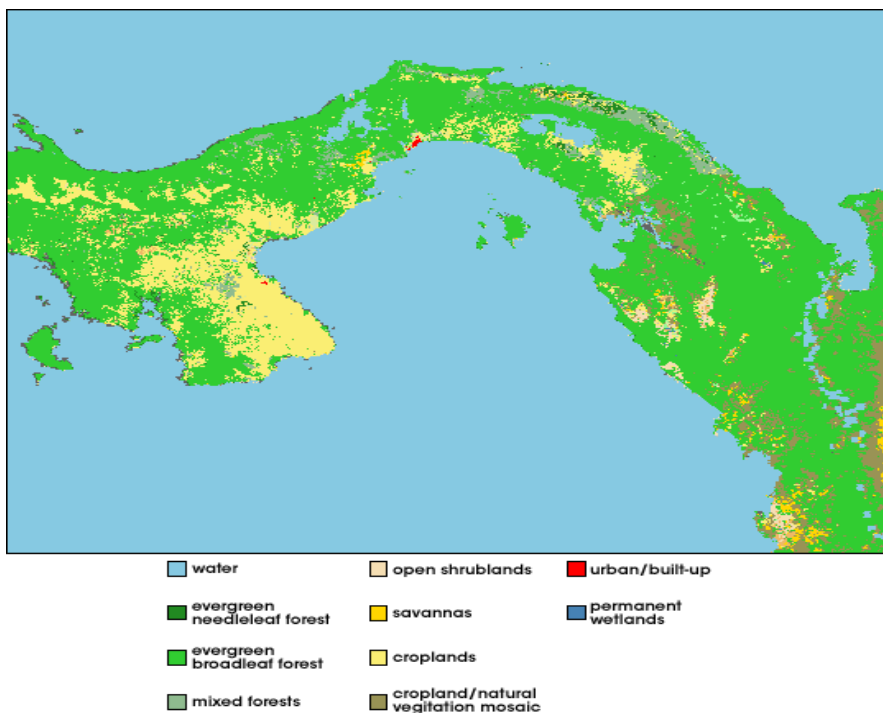 water
open shrublands
urban/built-up
evergreen
needleleaf forest
savannas
permanent
wetlands
evergreen
broadleaf forest
croplands
mixed forests
cropland/natural
vegitation mosaic